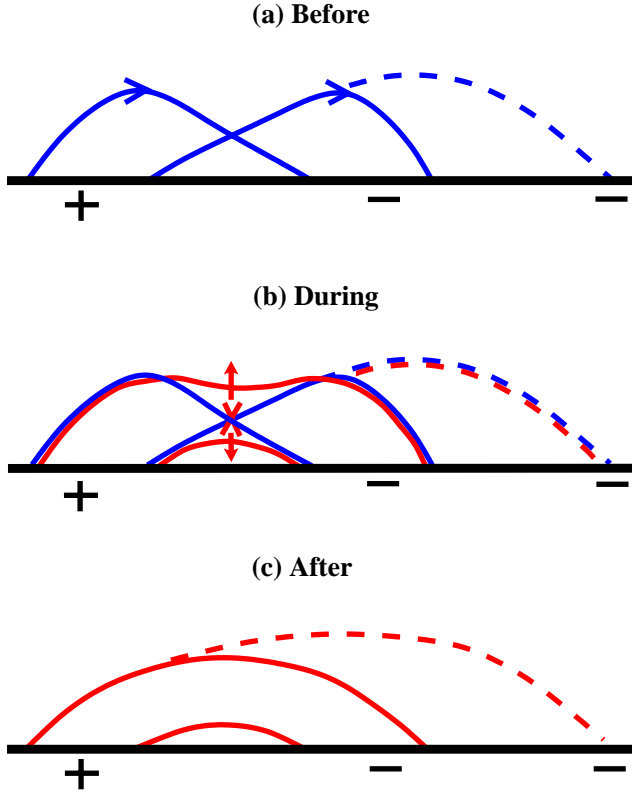 (a) Before
+ − −
(b) During
+ − −
(c) After
+ − −